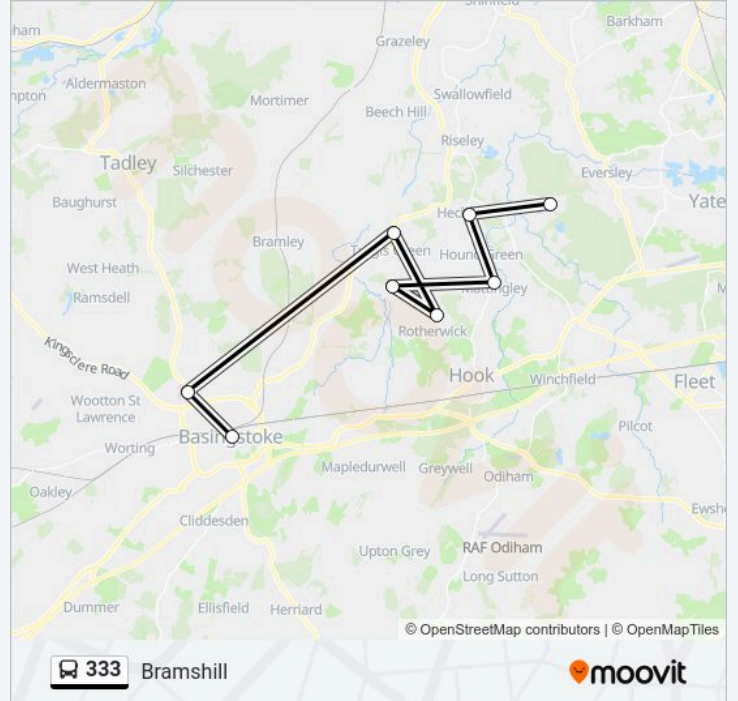 Shinfield
ham
Barkham
Grazeley
Aldermaston
mpton
Mortimer
Swallowfield
Beech Hill
Riseley
Tadley
Silchester
Eversley
Baughurst
Yate
Bramley
Hound Green
West Heath
Mattingley
Ramsdell
Rotherwick
Kingsclere Road
Hook
Winchfield
Fleet
Wootton St
Lawrence
Basingstoke
Pilcot
Worting
Mapledurwell
Greywell
Odiham
Oakley
Ewsh
Cliddesden
Upton Grey
RAF Odiham
Long Sutton
Dummer
Ellisfield
Herriard
© OpenStreetMap contributors | © OpenMapTiles
333 Bramshill
moovit